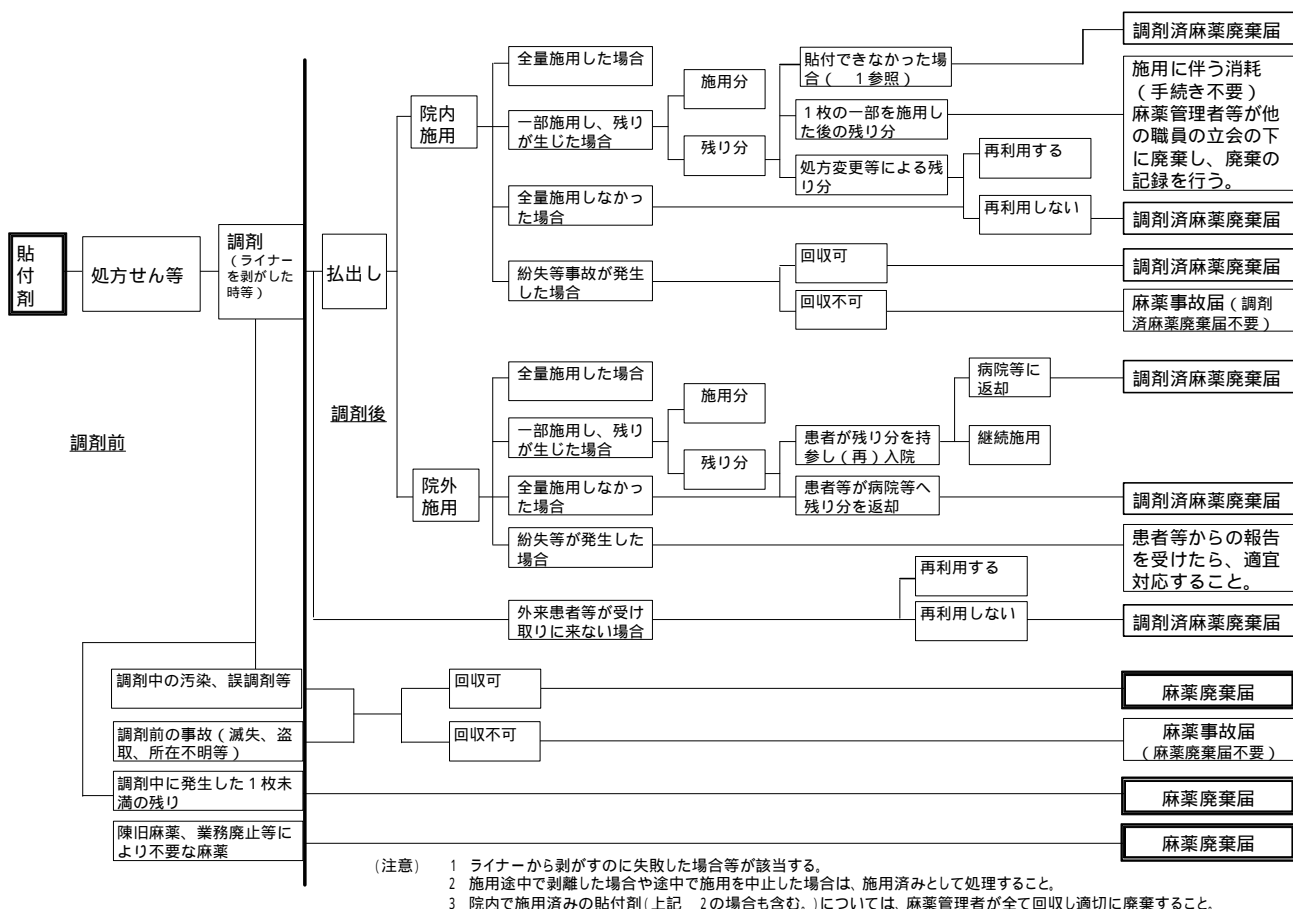 調剤済麻薬廃棄届
全量施用した場合
貼付できなかった場
合（　1参照）
施用に伴う消耗
（手続き不要）
麻薬管理者等が他
の職員の立会の下
に廃棄し、廃棄の
記録を行う。
施用分
院内
施用
一部施用し、残り
が生じた場合
1枚の一部を施用し
た後の残り分
残り分
再利用する
処方変更等による残
り分
全量施用しなかっ
た場合
再利用しない
調剤済麻薬廃棄届
貼
付
剤
処方せん等
調剤
（ライナー
を剥がした
時等）
払出し
紛失等事故が発生
した場合
回収可
調剤済麻薬廃棄届
回収不可
麻薬事故届（調剤
済麻薬廃棄届不要）
全量施用した場合
病院等に
返却
調剤済麻薬廃棄届
施用分
調剤後
調剤前
一部施用し、残り
が生じた場合
患者が残り分を持
参し（再）入院
継続施用
残り分
院外
施用
全量施用しなかっ
た場合
患者等が病院等へ
残り分を返却
調剤済麻薬廃棄届
紛失等が発生した
場合
患者等からの報告
を受けたら、適宜
対応すること。
再利用する
外来患者等が受け
取りに来ない場合
再利用しない
調剤済麻薬廃棄届
調剤中の汚染、誤調剤等
回収可
麻薬廃棄届
調剤前の事故（滅失、盗
取、所在不明等）
回収不可
麻薬事故届
（麻薬廃棄届不要）
調剤中に発生した1枚未
満の残り
麻薬廃棄届
陳旧麻薬、業務廃止等に
より不要な麻薬
麻薬廃棄届
(注意)　1　ライナーから剥がすのに失敗した場合等が該当する。
2　施用途中で剥離した場合や途中で施用を中止した場合は、施用済みとして処理すること。
3　院内で施用済みの貼付剤(上記　2の場合も含む。)については、麻薬管理者が全て回収し適切に廃棄すること。